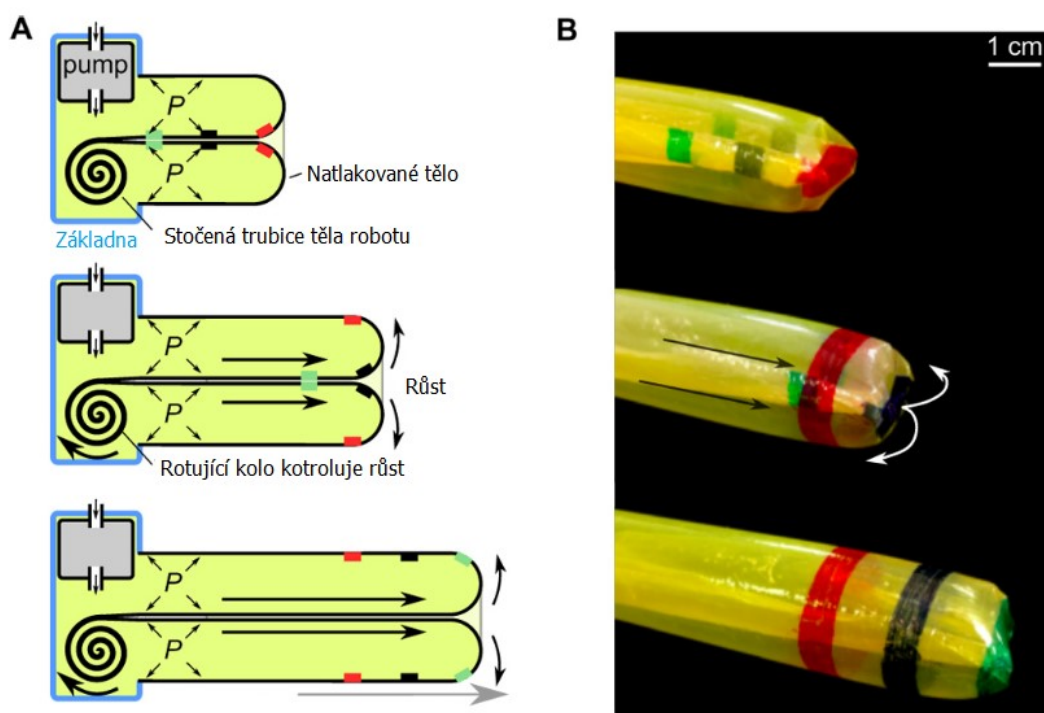 A
pump
P
P
Natlakované tělo
Základna
Stočená trubice těla robotu
P
Růst
P
Rotující kolo kotroluje růst
P
P
B
1 cm